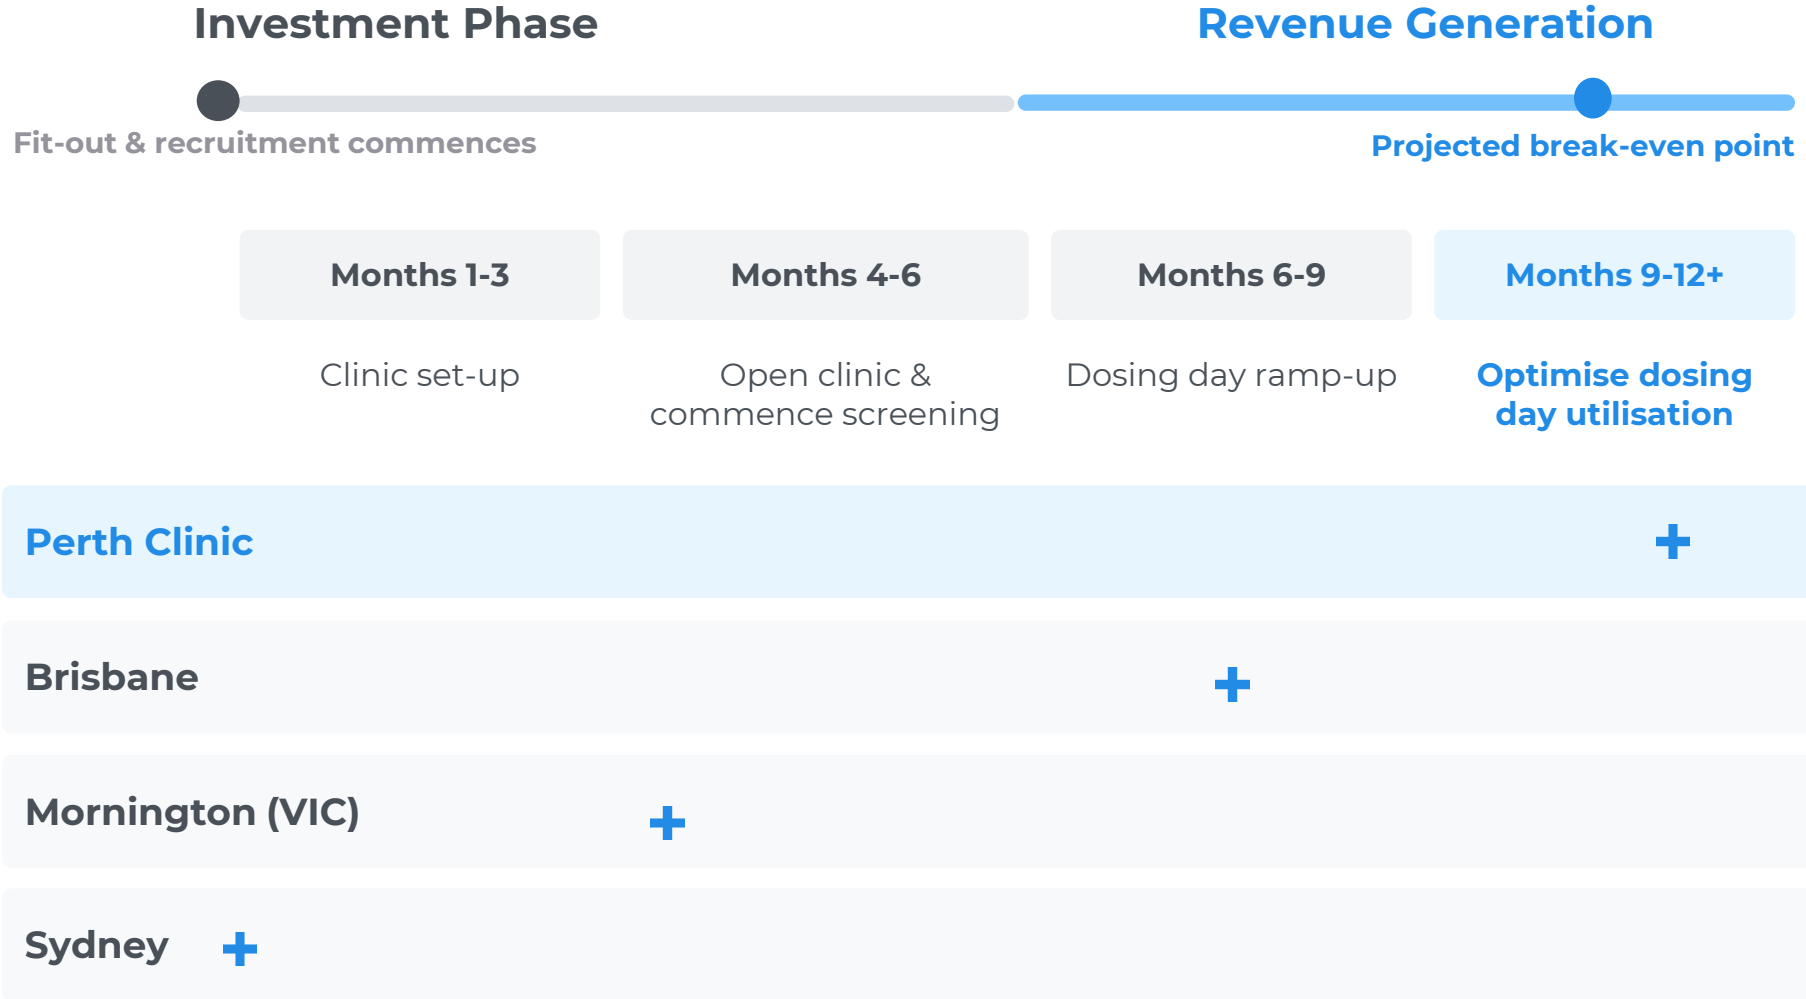 Investment Phase
Revenue Generation
Fit-out & recruitment commences
Projected break-even point
Months 1-3
Months 4-6
Months 6-9
Months 9-12+
Clinic set-up
Open clinic &
commence screening
Dosing day ramp-up
Optimise dosing
day utilisation
Perth Clinic
Brisbane
Mornington (VIC)
Sydney